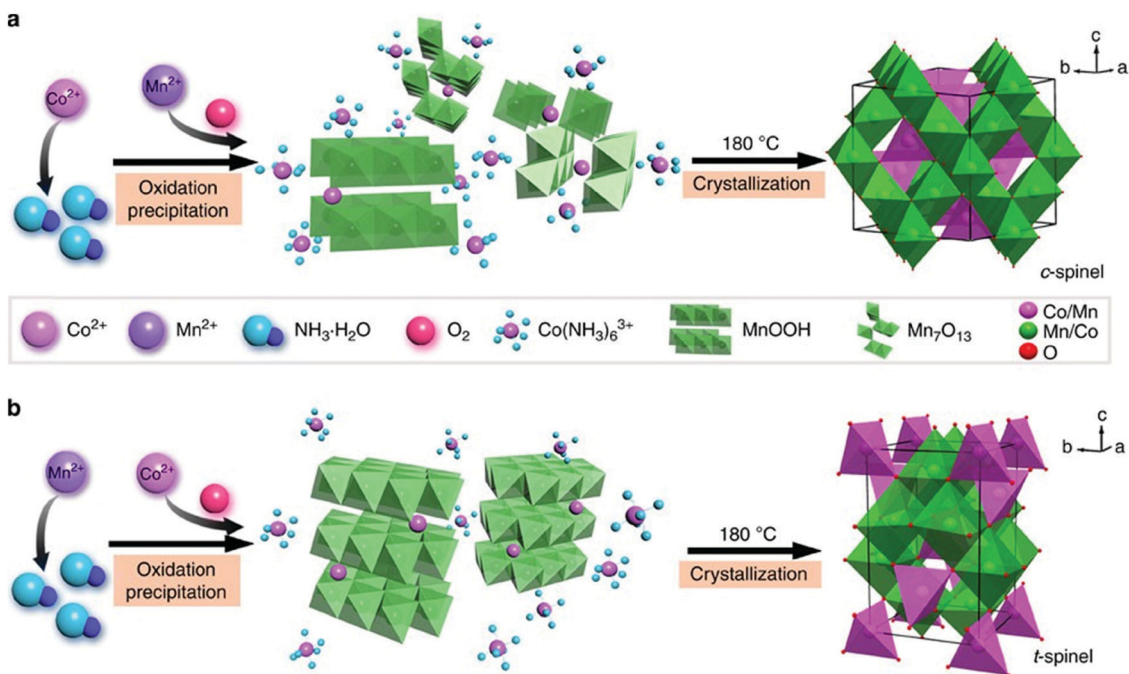 a
Co²⁺
Mn²⁺
Oxidation
precipitation
180 °C
Crystallization
c
b
a
c-spinel
Co²⁺
Mn²⁺
NH₃·H₂O
O₂
Co(NH₃)₆³⁺
MnOOH
Mn₇O₁₃
Co/Mn
Mn/Co
O
b
Mn²⁺
Co²⁺
Oxidation
precipitation
180 °C
Crystallization
c
b
a
t-spinel